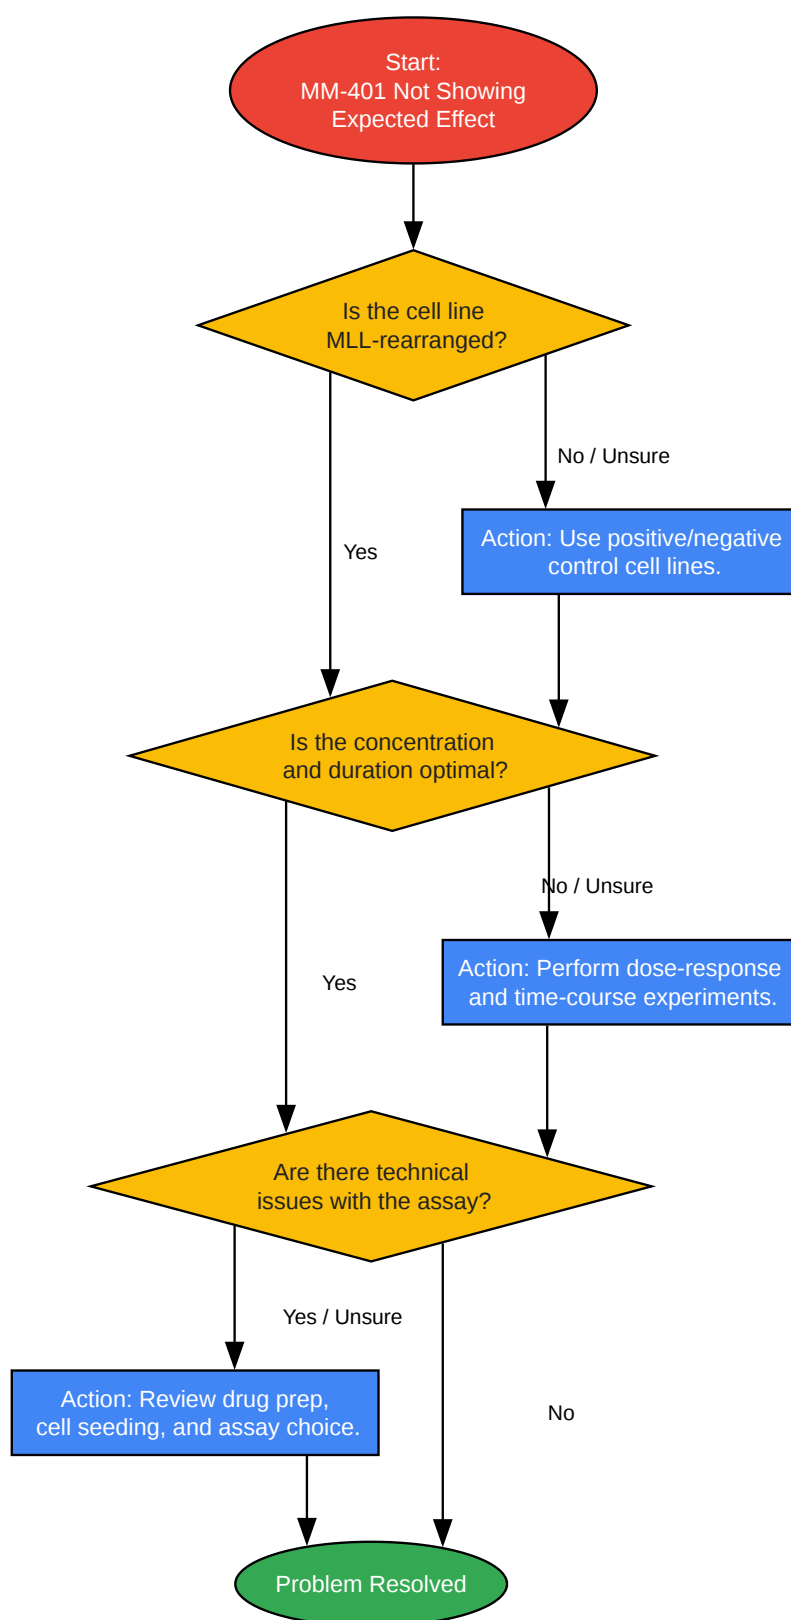 Start:
MM-401 Not Showing
Expected Effect
Is the cell line
MLL-rearranged?
No / Unsure
Action: Use positive/negative
control cell lines.
Yes
Is the concentration
and duration optimal?
No / Unsure
Action: Perform dose-response
and time-course experiments.
Yes
Are there technical
issues with the assay?
Yes / Unsure
Action: Review drug prep,
cell seeding, and assay choice.
No
Problem Resolved